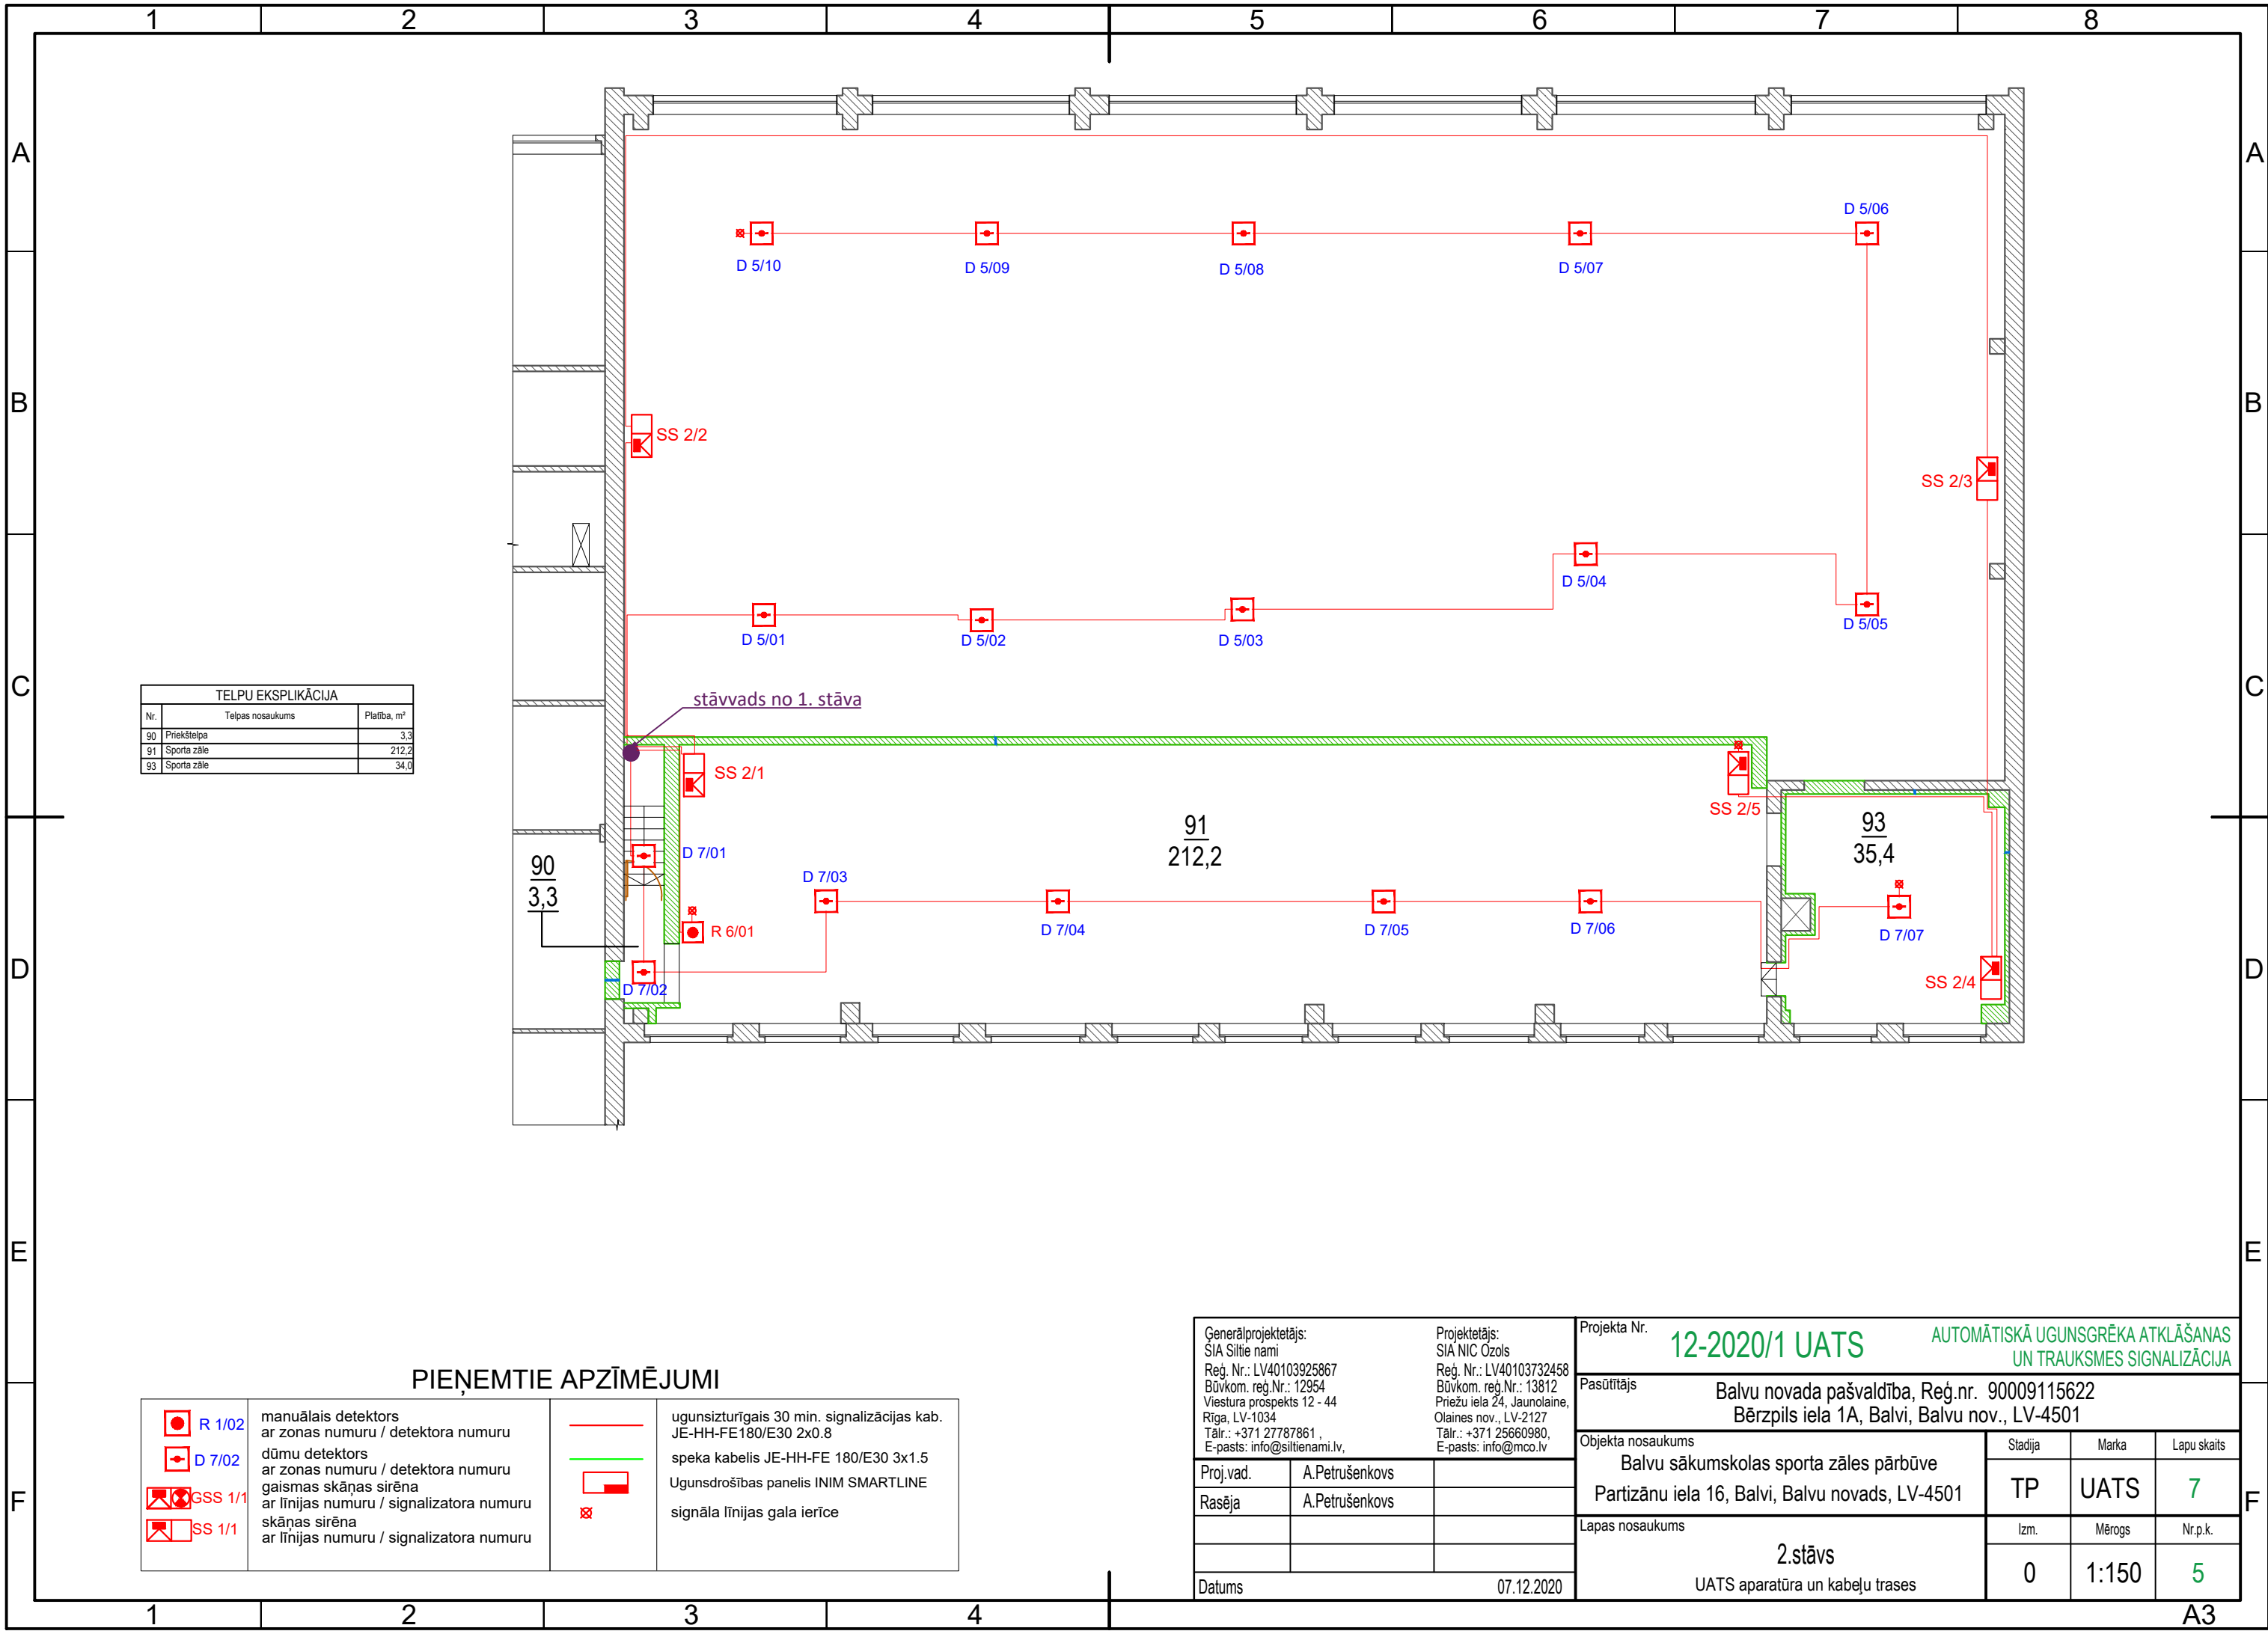 1 2 3 4 5 6 7 8
A A
B B
C C
D D
E E
F F
D 5/06
D 5/10 D 5/09 D 5/08 D 5/07
SS 2/2
SS 2/3
D 5/04
D 5/01 D 5/02 D 5/03 D 5/05
stāvvads no 1. stāva
SS 2/1
SS 2/5
91
212,2
93
35,4
90
3,3
D 7/01
D 7/03
R 6/01
D 7/04 D 7/05 D 7/06 D 7/07
D 7/02
SS 2/4
TELPU EKSPLIKĀCIJA
Nr. Telpas nosaukums Platība, m²
90 Priekštelpa 3,3
91 Sporta zāle 212,2
93 Sporta zāle 34,0
PIEŅEMTIE APZĪMĒJUMI
R 1/02 manuālais detektors
ar zonas numuru / detektora numuru
D 7/02 dūmu detektors
ar zonas numuru / detektora numuru
GSS 1/1 gaismas skāņas sirēna
ar līnijas numuru / signalizatora numuru
SS 1/1 skāņas sirēna
ar līnijas numuru / signalizatora numuru
ugunsizturīgais 30 min. signalizācijas kab.
JE-HH-FE180/E30 2x0.8
speka kabelis JE-HH-FE 180/E30 3x1.5
Ugunsdrošības panelis INIM SMARTLINE
signāla līnijas gala ierīce
Ģenerālprojektetājs:
SIA Siltie nami
Reģ. Nr.: LV40103925867
Būvkom. reģ.Nr.: 12954
Viestura prospekts 12 - 44
Rīga, LV-1034
Tālr.: +371 27787861 ,
E-pasts: info@siltienami.lv,
Projektetājs:
SIA NIC Ozols
Reģ. Nr.: LV40103732458
Būvkom. reģ.Nr.: 13812
Priežu iela 24, Jaunolaine,
Olaines nov., LV-2127
Tālr.: +371 25660980,
E-pasts: info@mco.lv
Proj.vad. A.Petrušenkovs
Rasēja A.Petrušenkovs
Datums 07.12.2020
Projekta Nr. 12-2020/1 UATS
AUTOMĀTISKĀ UGUNSGRĒKA ATKLĀŠANAS
UN TRAUKSMES SIGNALIZĀCIJA
Pasūtītājs
Balvu novada pašvaldība, Reģ.nr. 90009115622
Bērzpils iela 1A, Balvi, Balvu nov., LV-4501
Objekta nosaukums
Balvu sākumskolas sporta zāles pārbūve
Partizānu iela 16, Balvi, Balvu novads, LV-4501
Stadija Marka Lapu skaits
TP UATS 7
Lapas nosaukums
2.stāvs
UATS aparatūra un kabeļu trases
Izm. Mērogs Nr.p.k.
0 1:150 5
1 2 3 4
A3